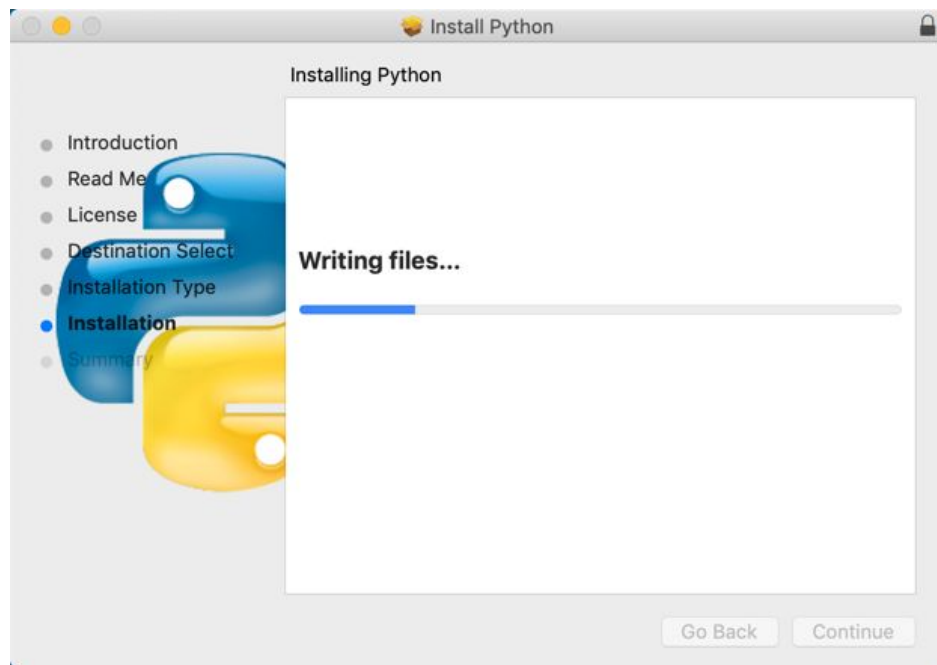 Install Python
Installing Python
Introduction
Read Me
License
Destination Select
Installation Type
Installation
Summary
Writing files...
Go Back
Continue